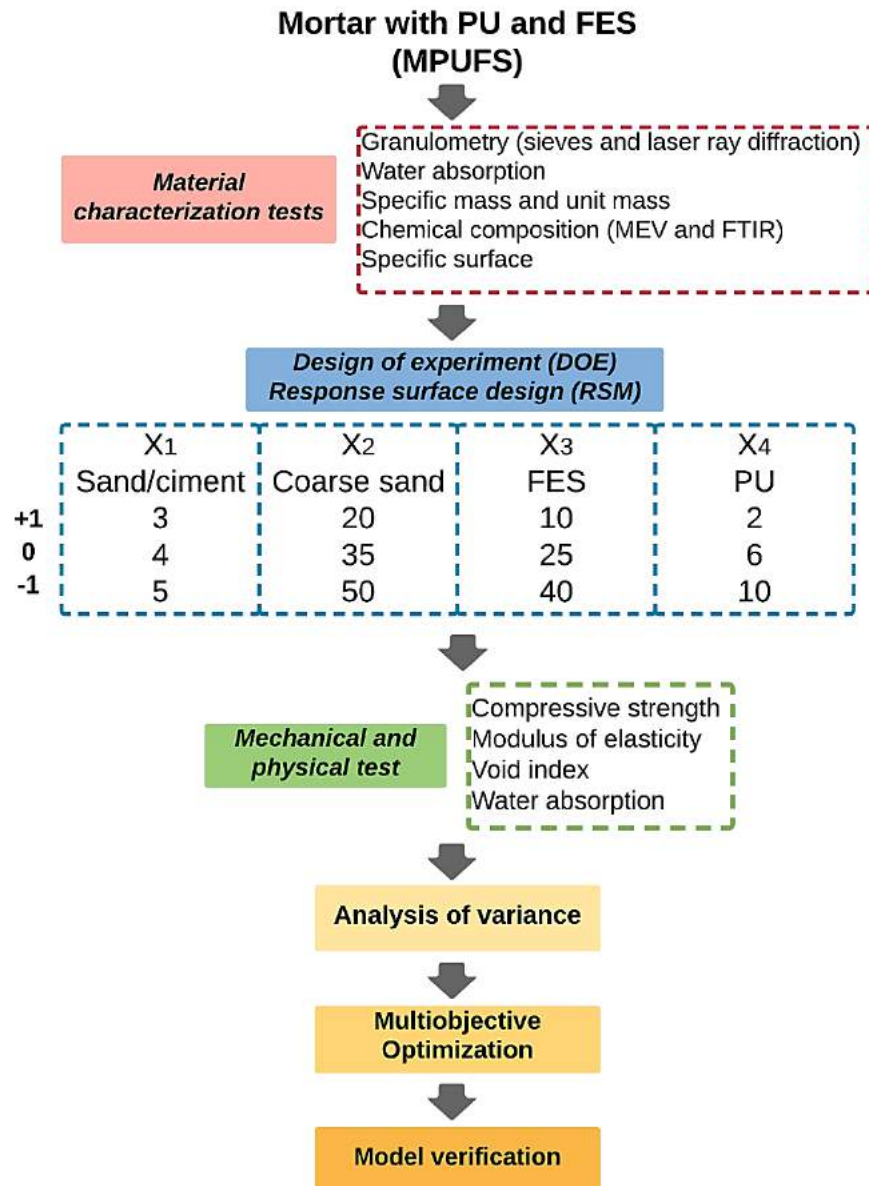 Mortar with PU and FES
(MPUFS)
Material
characterization tests
Granulometry (sieves and laser ray diffraction)
Water absorption
Specific mass and unit mass
Chemical composition (MEV and FTIR)
Specific surface
Design of experiment (DOE)
Response surface design (RSM)
X1 X2 X3 X4
Sand/ciment Coarse sand FES PU
+1 3 20 10 2
0 4 35 25 6
-1 5 50 40 10
Mechanical and
physical test
Compressive strength
Modulus of elasticity
Void index
Water absorption
Analysis of variance
Multiobjective
Optimization
Model verification